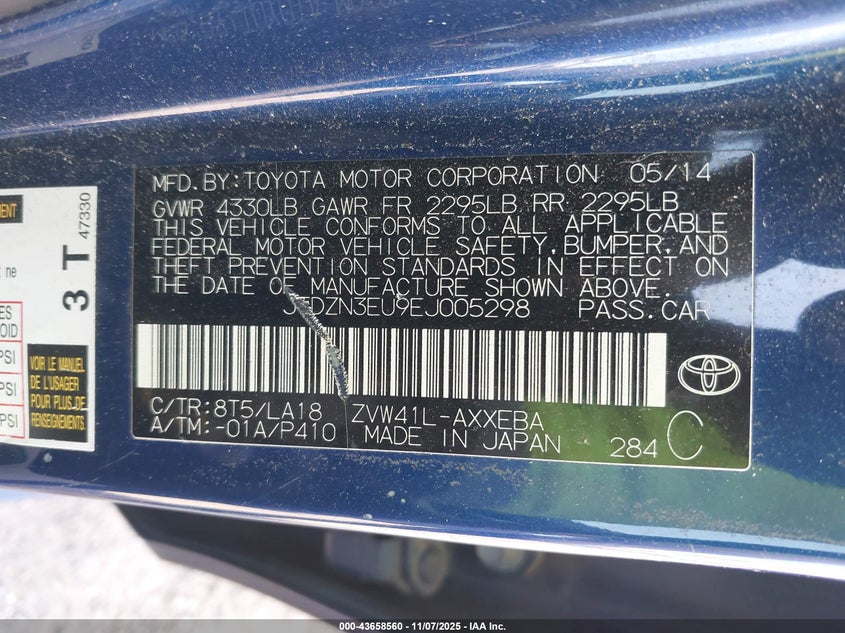 MFD. BY: TOYOTA MOTOR CORPORATION 05/14
GVWR 4330LB GAWR FR 2295LB RR 2295LB
THIS VEHICLE CONFORMS TO ALL APPLICABLE
FEDERAL MOTOR VEHICLE SAFETY, BUMPER, AND
THEFT PREVENTION STANDARDS IN EFFECT ON
THE DATE OF MANUFACTURE SHOWN ABOVE.
JTDZN3EU9EJ005298 PASS. CAR
C/TR: 8T5/LA18 ZVW41L-AXXEBA
A/TM: -01A/P410 MADE IN JAPAN
284 C
3 T
47330
ne
PSI
PSI
PSI
VOIR LE MANUEL
DE L'USAGER
POUR PLUS DE
RENSEIGNEMENTS
000-43658560 - 11/07/2025 - IAA Inc.